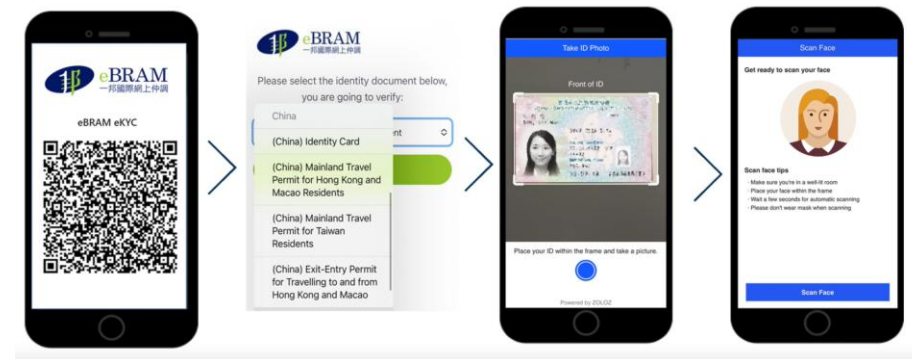 eBRAM
一邦國際網上仲調
eBRAM eKYC
eBRAM
一邦國際網上仲調
Please select the identity document below,
you are going to verify:
China
(China) Identity Card
(China) Mainland Travel
Permit for Hong Kong and
Macao Residents
(China) Mainland Travel
Permit for Taiwan
Residents
(China) Exit-Entry Permit
for Travelling to and from
Hong Kong and Macao
Take ID Photo
Front of ID
Place your ID within the frame and take a picture.
Powered by ZOLOZ
Scan Face
Get ready to scan your face
Scan face tips
· Make sure you're in a well-lit room
· Place your face within the frame
· Wait a few seconds for automatic scanning
· Please don't wear mask when scanning
Scan Face